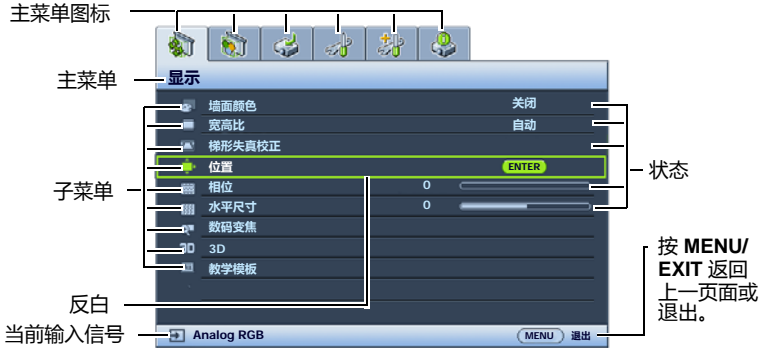 主菜单图标
主菜单
显示
墙面颜色 关闭
宽高比 自动
梯形失真校正
位置 ENTER
状态
子菜单
相位 0
水平尺寸 0
数码变焦
3D
教学模板
反白
当前输入信号
Analog RGB
MENU 退出
按 MENU/
EXIT 返回
上一页面或
退出。